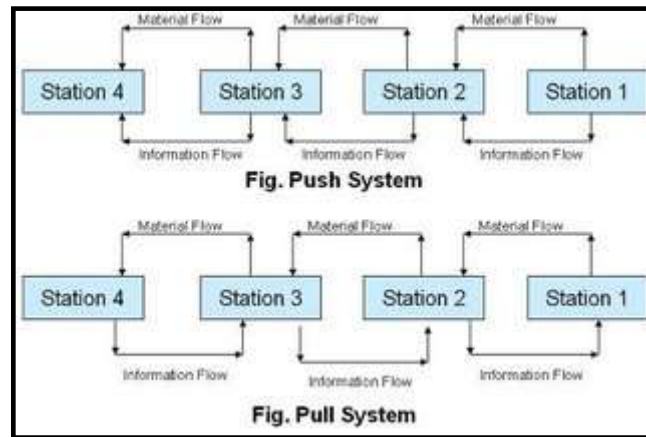 Material Flow Material Flow Material Flow
Station 4 Station 3 Station 2 Station 1
Information Flow Information Flow Information Flow
Fig. Push System
Material Flow Material Flow Material Flow
Station 4 Station 3 Station 2 Station 1
Information Flow Information Flow Information Flow
Fig. Pull System